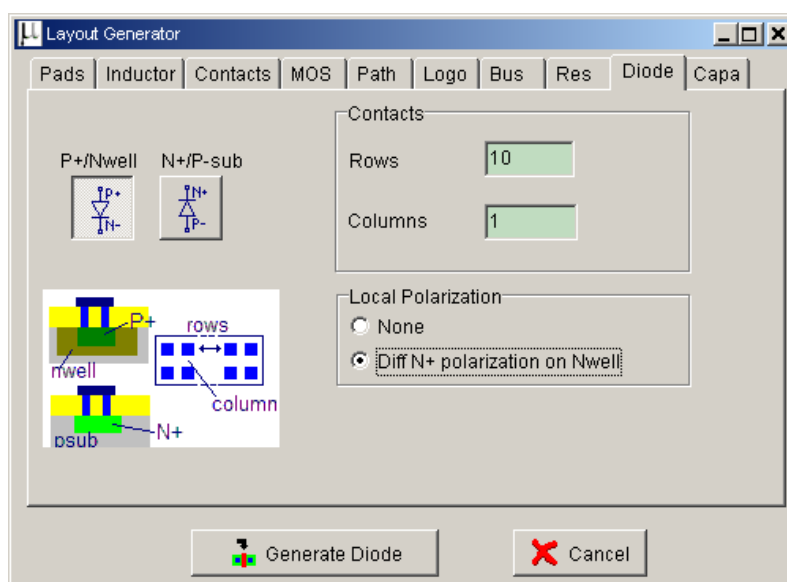 µ Layout Generator
Pads Inductor Contacts MOS Path Logo Bus Res Diode Capa
P+/Nwell N+/P-sub
P+ N-
N+ P-
Contacts
Rows 10
Columns 1
Local Polarization
None
Diff N+ polarization on Nwell
P+
rows
nwell
column
N+
psub
Generate Diode Cancel